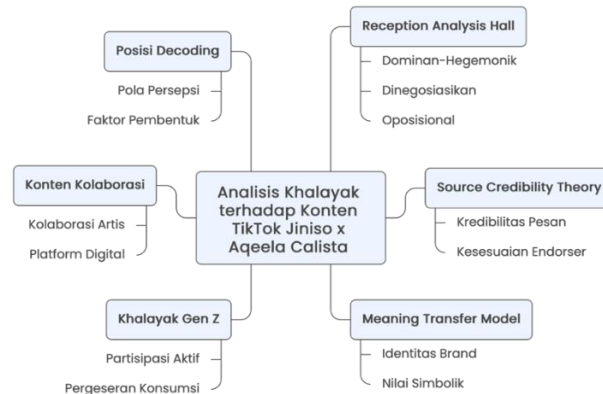 Posisi Decoding
Pola Persepsi
Faktor Pembentuk
Konten Kolaborasi
Kolaborasi Artis
Platform Digital
Khalayak Gen Z
Partisipasi Aktif
Pergeseran Konsumsi
Analisis Khalayak
terhadap Konten
TikTok Jiniso x
Aqeela Calista
Reception Analysis Hall
Dominan-Hegemonik
Dinegosiasikan
Oposisional
Source Credibility Theory
Kredibilitas Pesan
Kesesuaian Endorser
Meaning Transfer Model
Identitas Brand
Nilai Simbolik